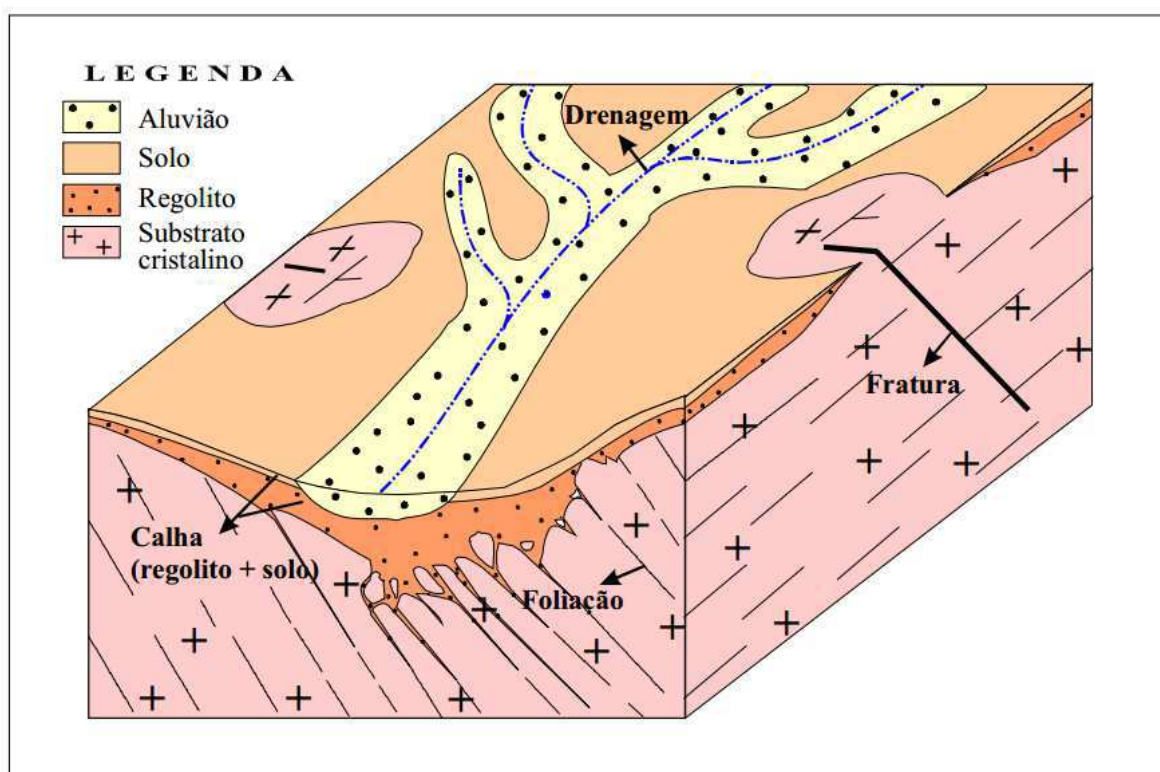 LEGENDA
Aluvião
Solo
Regolito
Substrato
cristalino
Drenagem
Fratura
Calha
(regolito + solo)
Foliação